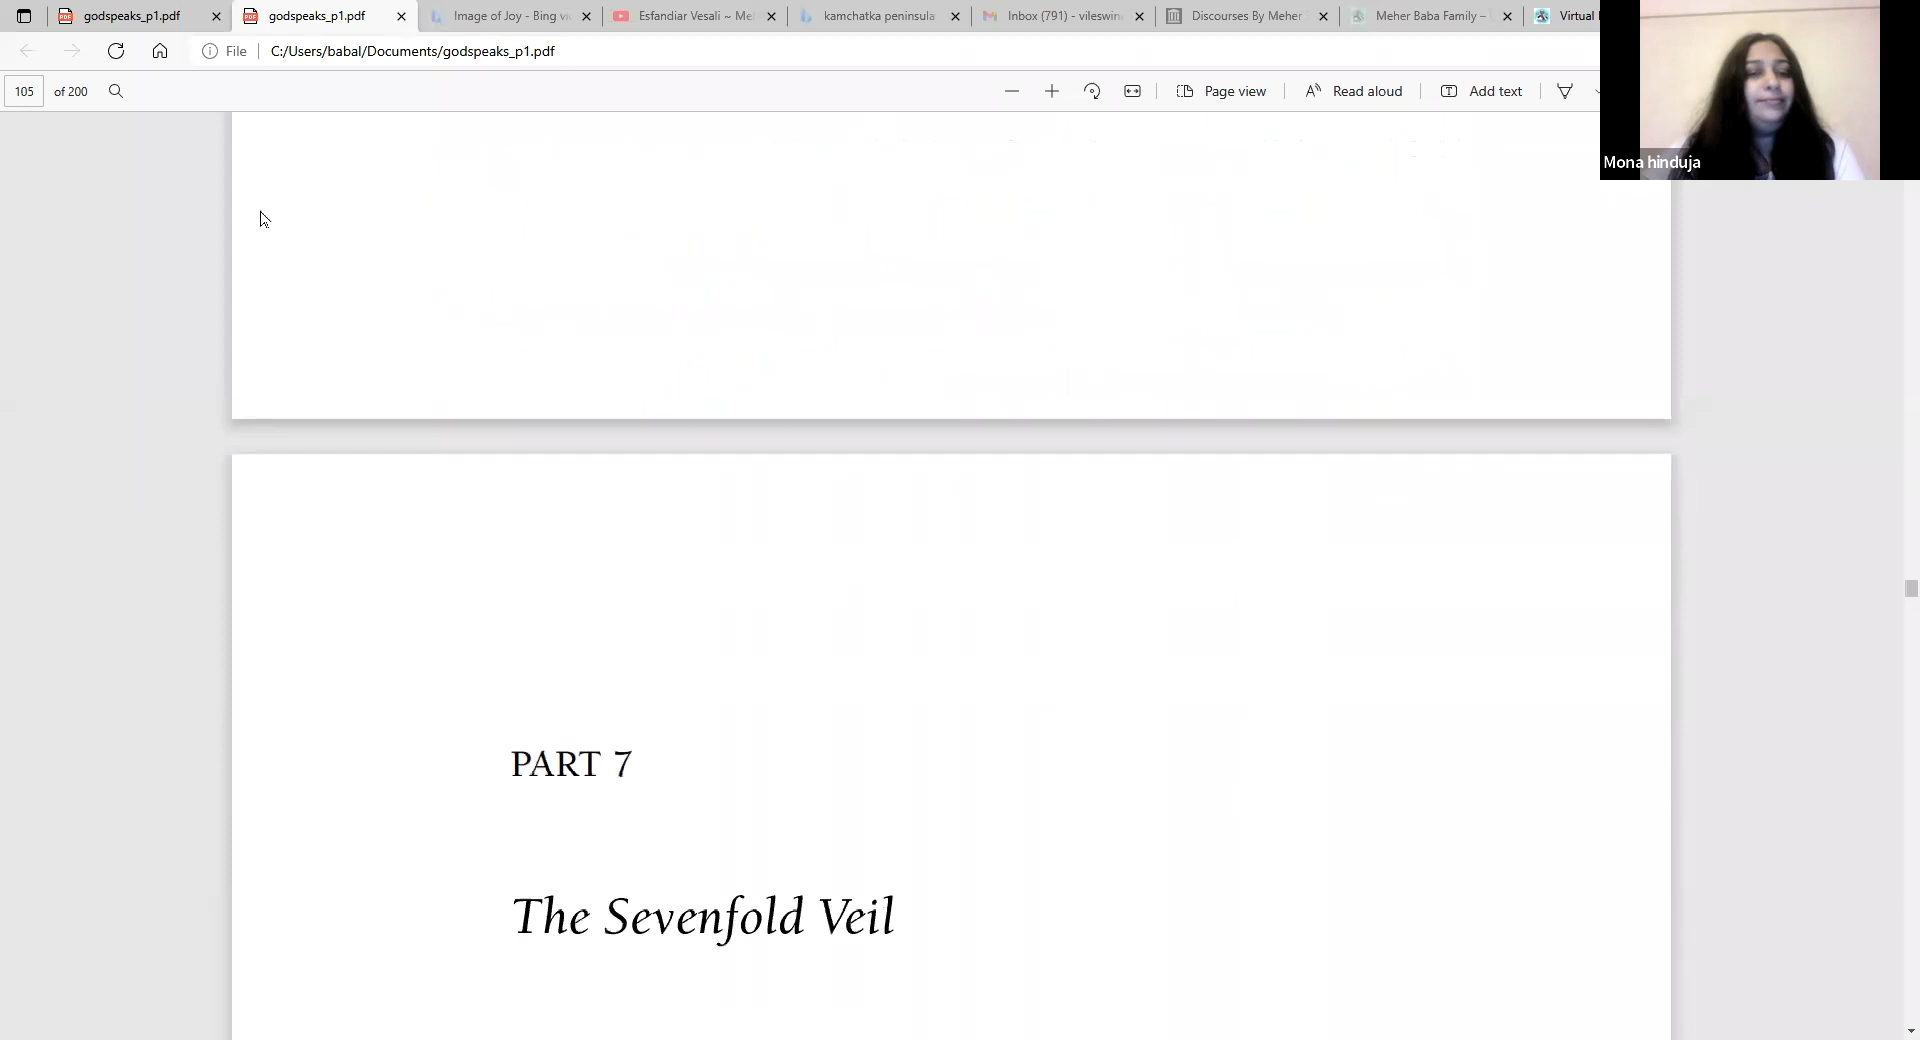 godspeaks_p1.pdf
godspeaks_p1.pdf
Image of Joy - Bing vi
Esfandiar Vesali ~ Me
kamchatka peninsula
Inbox (791) - vileswin
Discourses By Meher
Meher Baba Family –
Virtual
File
C:/Users/babal/Documents/godspeaks_p1.pdf
105 of 200
Page view
Read aloud
Add text
Mona hinduja
PART 7
The Sevenfold Veil